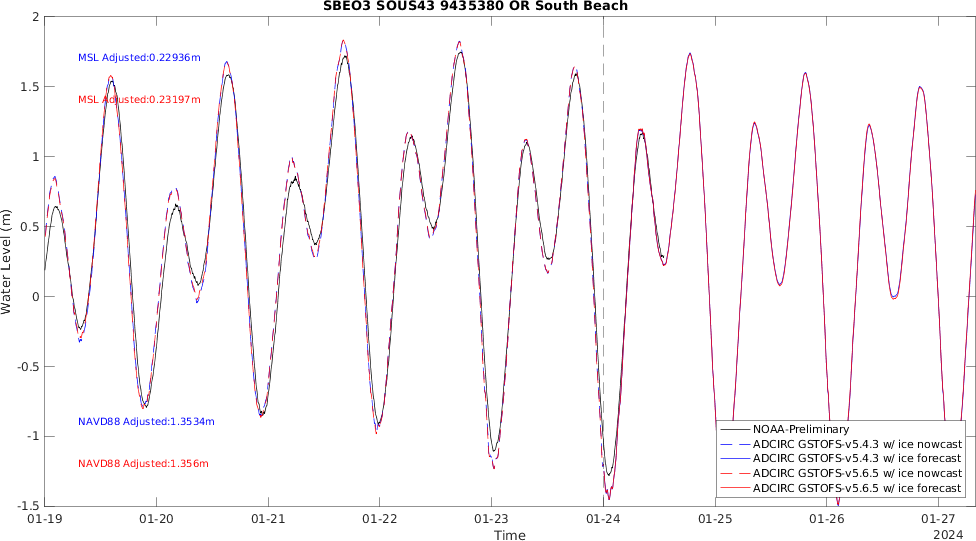 SBEO3 SOUS43 9435380 OR South Beach
2
1.5
1
0.5
0
-0.5
-1
-1.5
Water Level (m)
MSL Adjusted:0.22936m
MSL Adjusted:0.23197m
NAVD88 Adjusted:1.3534m
NAVD88 Adjusted:1.356m
NOAA-Preliminary
ADCIRC GSTOFS-v5.4.3 w/ ice nowcast
ADCIRC GSTOFS-v5.4.3 w/ ice forecast
ADCIRC GSTOFS-v5.6.5 w/ ice nowcast
ADCIRC GSTOFS-v5.6.5 w/ ice forecast
01-19 01-20 01-21 01-22 01-23 01-24 01-25 01-26 01-27
Time
2024